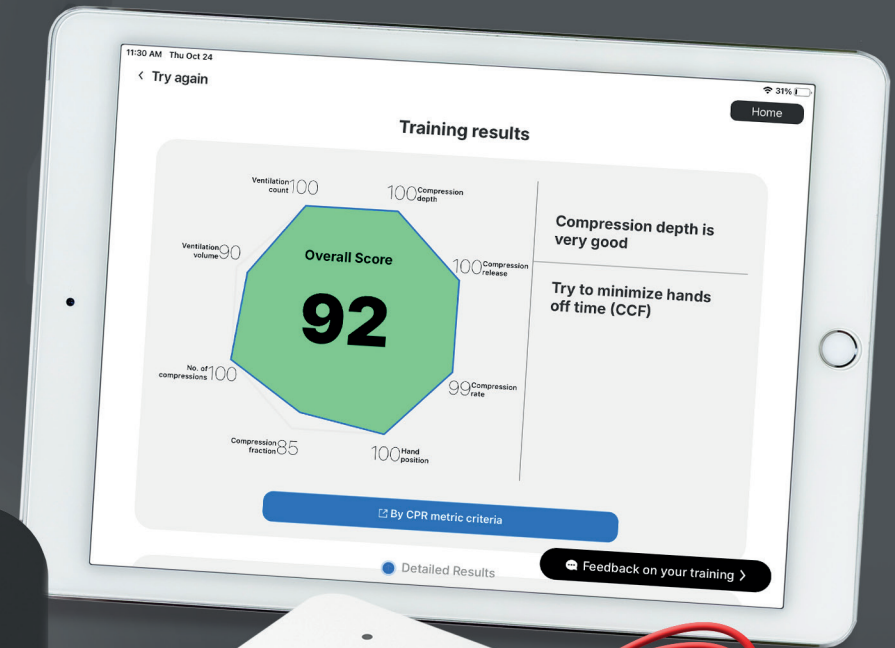 11:30 AM Thu Oct 24
31%
< Try again
Home
Training results
Ventilation
count 100
100 Compression
depth
Ventilation
volume 90
Overall Score
92
100 Compression
release
No. of
compressions 100
99 Compression
rate
Compression
fraction 85
100 Hand
position
Compression depth is
very good
Try to minimize hands
off time (CCF)
By CPR metric criteria
Detailed Results
Feedback on your training >